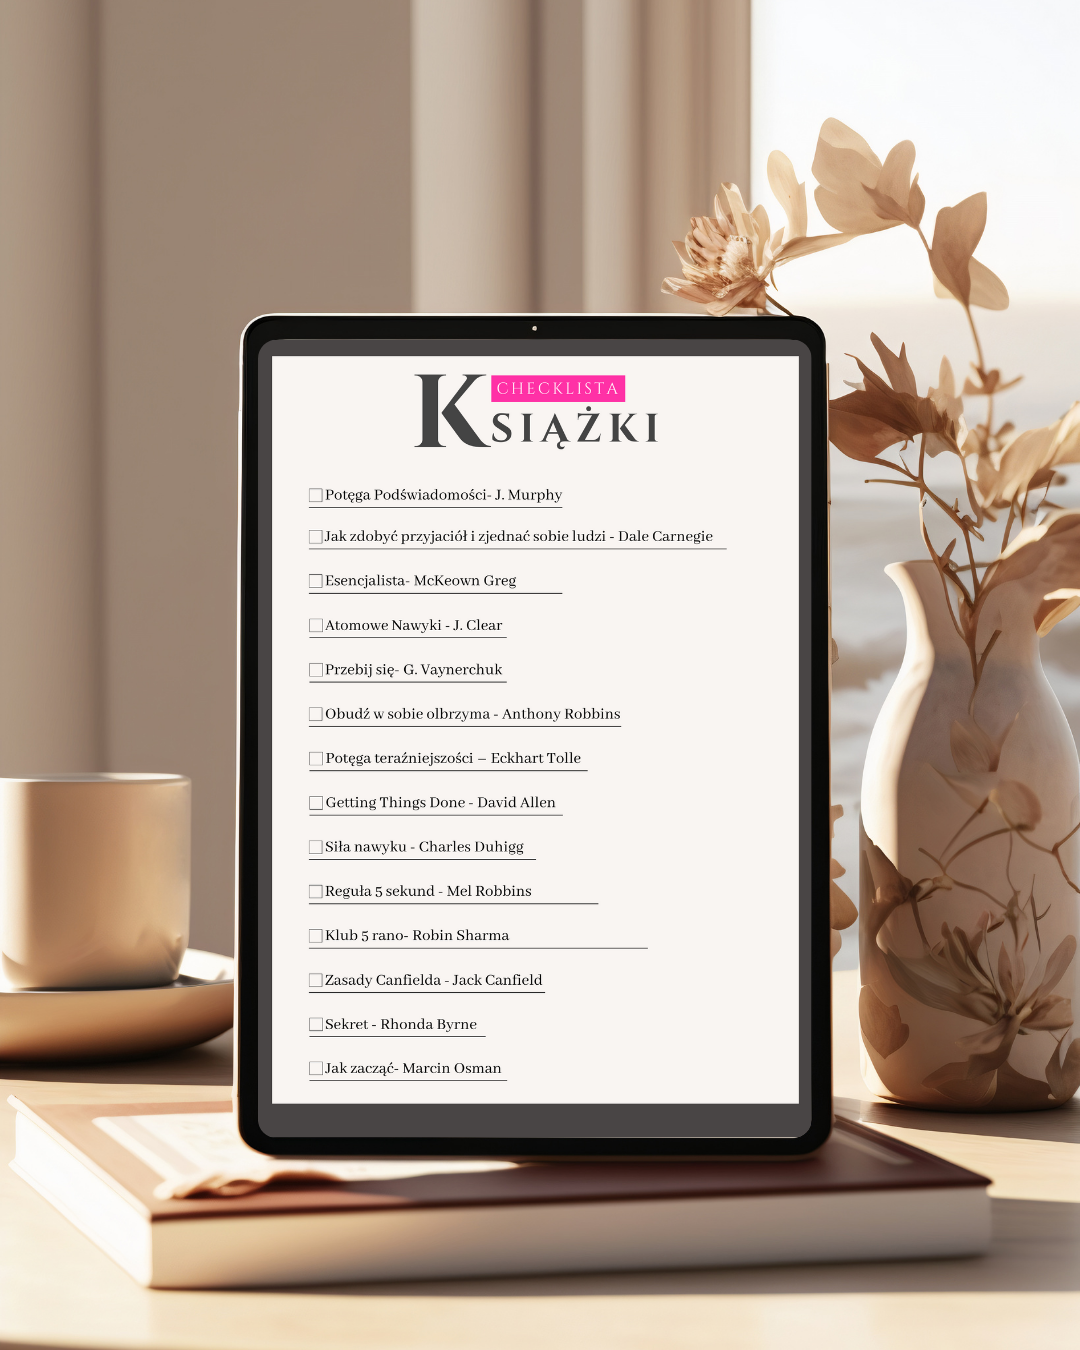 CHECKLISTA
KSIĄŻKI
Potęga Podświadomości- J. Murphy
Jak zdobyć przyjaciół i zjednać sobie ludzi - Dale Carnegie
Esencjalista- McKeown Greg
Atomowe Nawyki - J. Clear
Przebij się- G. Vaynerchuk
Obudź w sobie olbrzyma - Anthony Robbins
Potęga teraźniejszości – Eckhart Tolle
Getting Things Done - David Allen
Siła nawyku - Charles Duhigg
Reguła 5 sekund - Mel Robbins
Klub 5 rano- Robin Sharma
Zasady Canfielda - Jack Canfield
Sekret - Rhonda Byrne
Jak zacząć- Marcin Osman